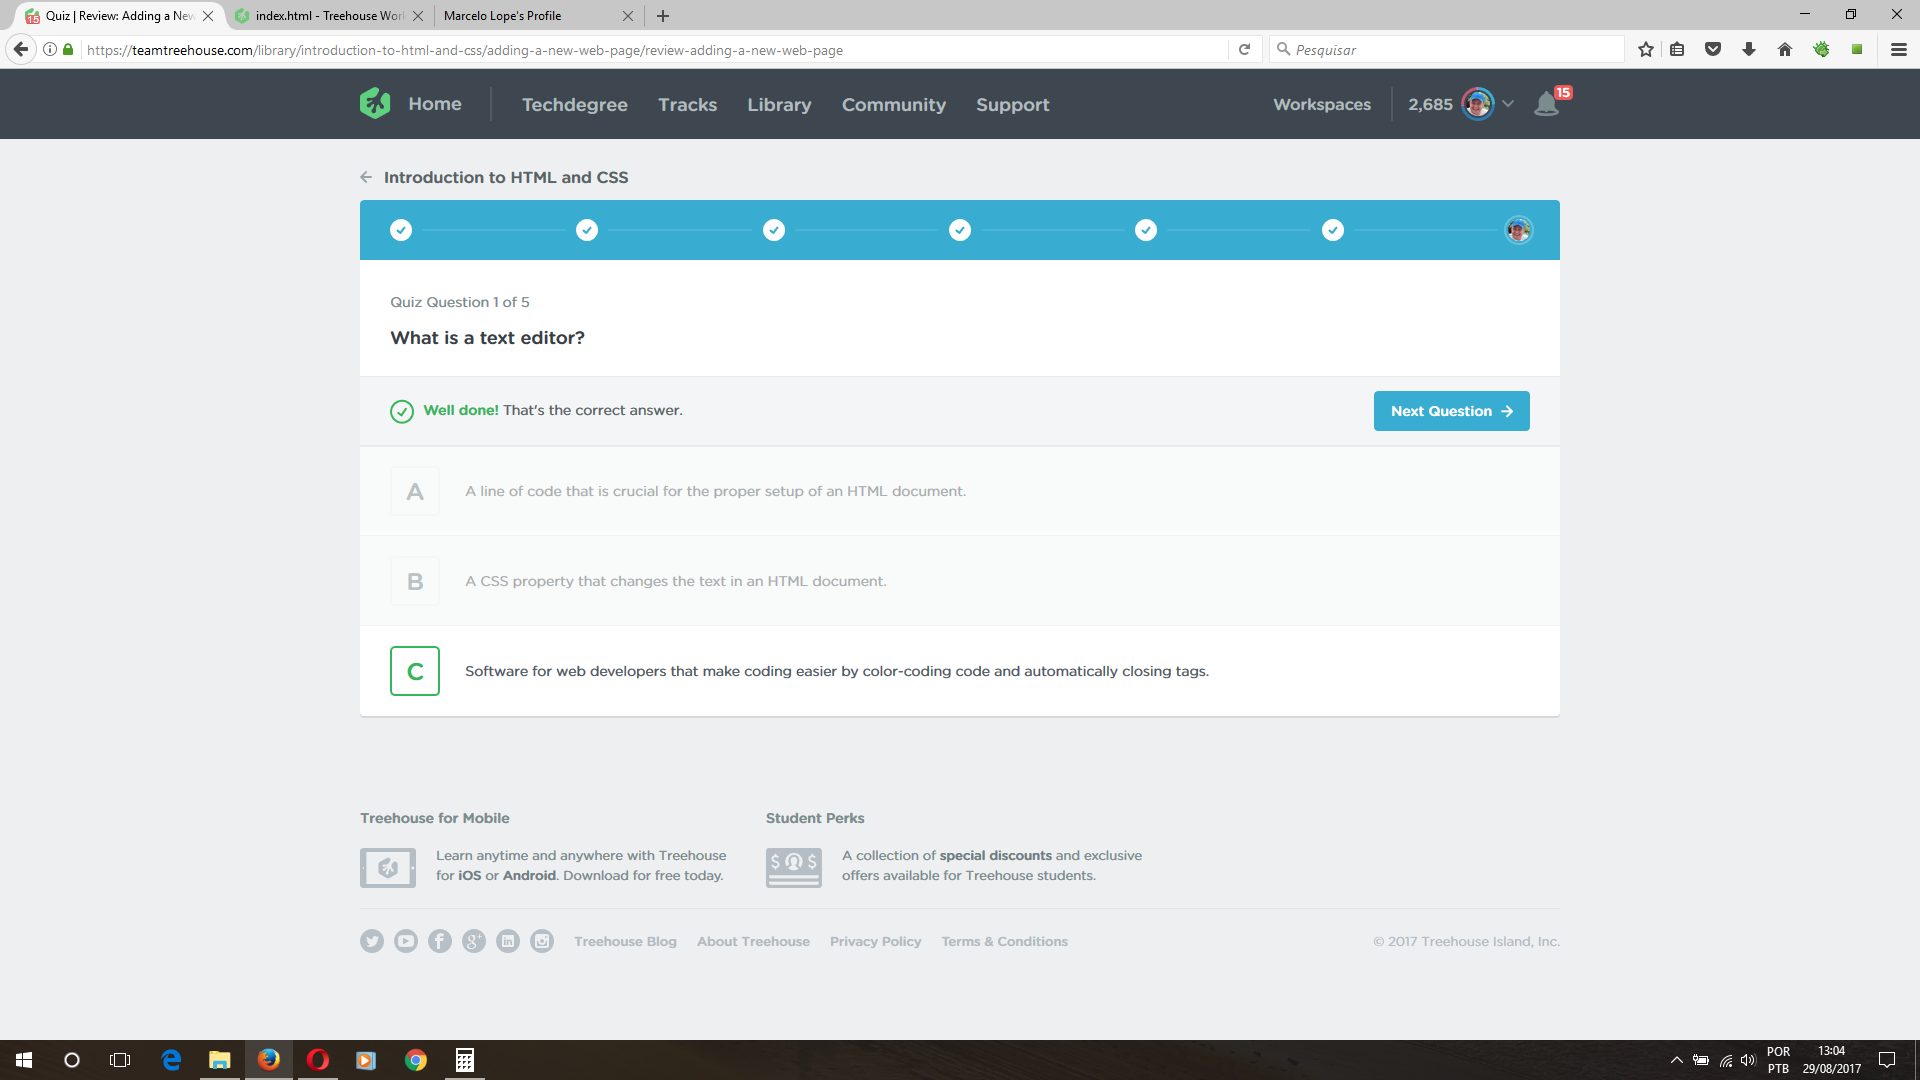 Quiz | Review: Adding a New
index.html - Treehouse Wor
Marcelo Lope's Profile
https://teamtreehouse.com/library/introduction-to-html-and-css/adding-a-new-web-page/review-adding-a-new-web-page
Pesquisar
Home
Techdegree
Tracks
Library
Community
Support
Workspaces
2,685
15
Introduction to HTML and CSS
Quiz Question 1 of 5
What is a text editor?
Well done! That's the correct answer.
Next Question
A
A line of code that is crucial for the proper setup of an HTML document.
B
A CSS property that changes the text in an HTML document.
C
Software for web developers that make coding easier by color-coding code and automatically closing tags.
Treehouse for Mobile
Learn anytime and anywhere with Treehouse
for iOS or Android. Download for free today.
Student Perks
A collection of special discounts and exclusive
offers available for Treehouse students.
Treehouse Blog
About Treehouse
Privacy Policy
Terms & Conditions
© 2017 Treehouse Island, Inc.
POR
PTB
13:04
29/08/2017